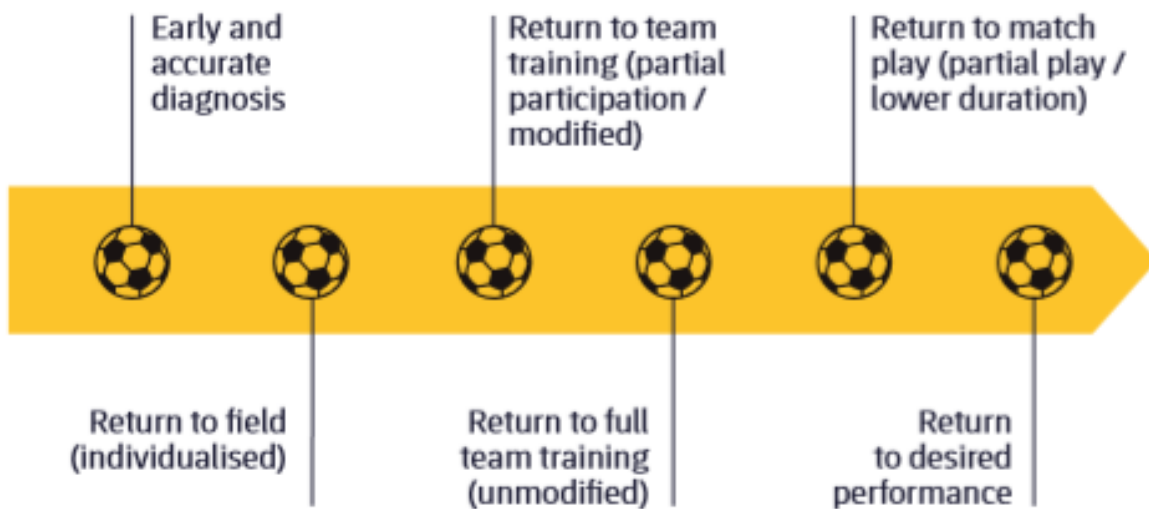 Early and
accurate
diagnosis
Return to field
(individualised)
Return to team
training (partial
participation /
modified)
Return to full
team training
(unmodified)
Return to match
play (partial play /
lower duration)
Return
to desired
performance